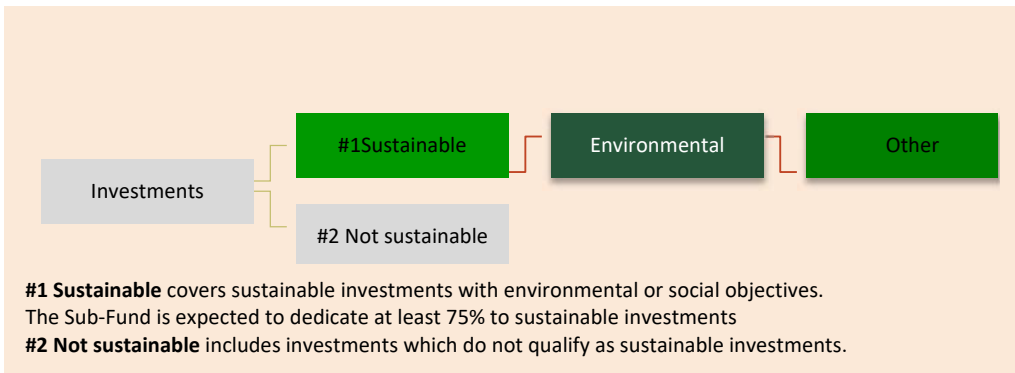 #1Sustainable
Environmental
Other
Investments
#2 Not sustainable
#1 Sustainable covers sustainable investments with environmental or social objectives.
The Sub-Fund is expected to dedicate at least 75% to sustainable investments
#2 Not sustainable includes investments which do not qualify as sustainable investments.